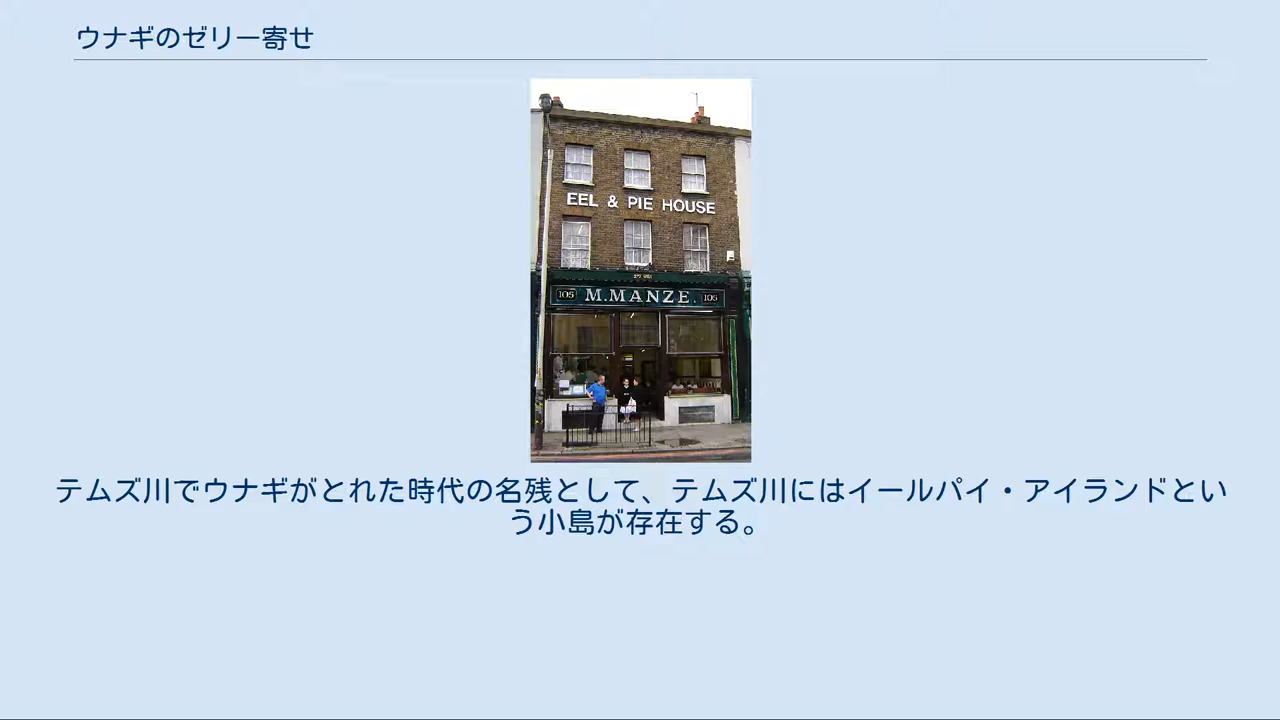 ウナギのゼリー寄せ
EEL & PIE HOUSE
105 M.MANZE. 105
テムズ川でウナギがとれた時代の名残として、テムズ川にはイールパイ・アイランドとい
う小島が存在する。